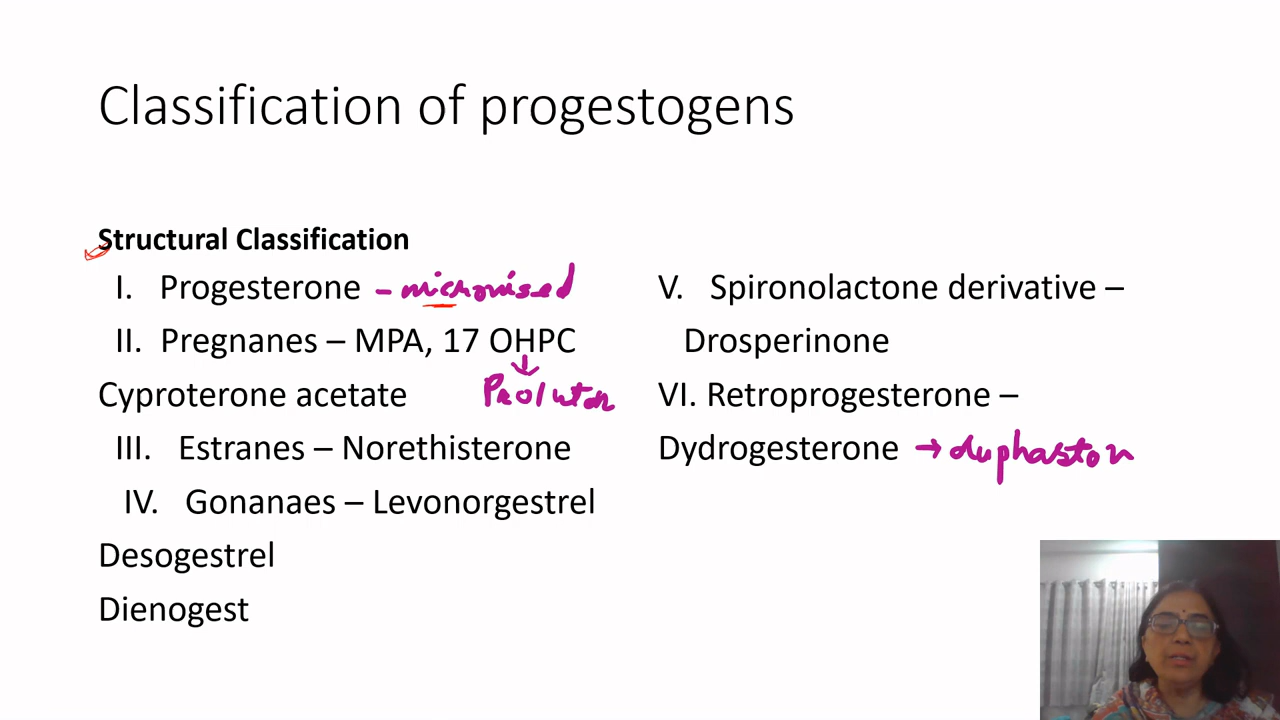 Classification of progestogens
Structural Classification
I. Progesterone – micronised
II. Pregnanes – MPA, 17 OHPC
Cyproterone acetate Proluton
III. Estranes – Norethisterone
IV. Gonanaes – Levonorgestrel
Desogestrel
Dienogest
V. Spironolactone derivative –
Drosperinone
VI. Retroprogesterone –
Dydrogesterone → duphaston